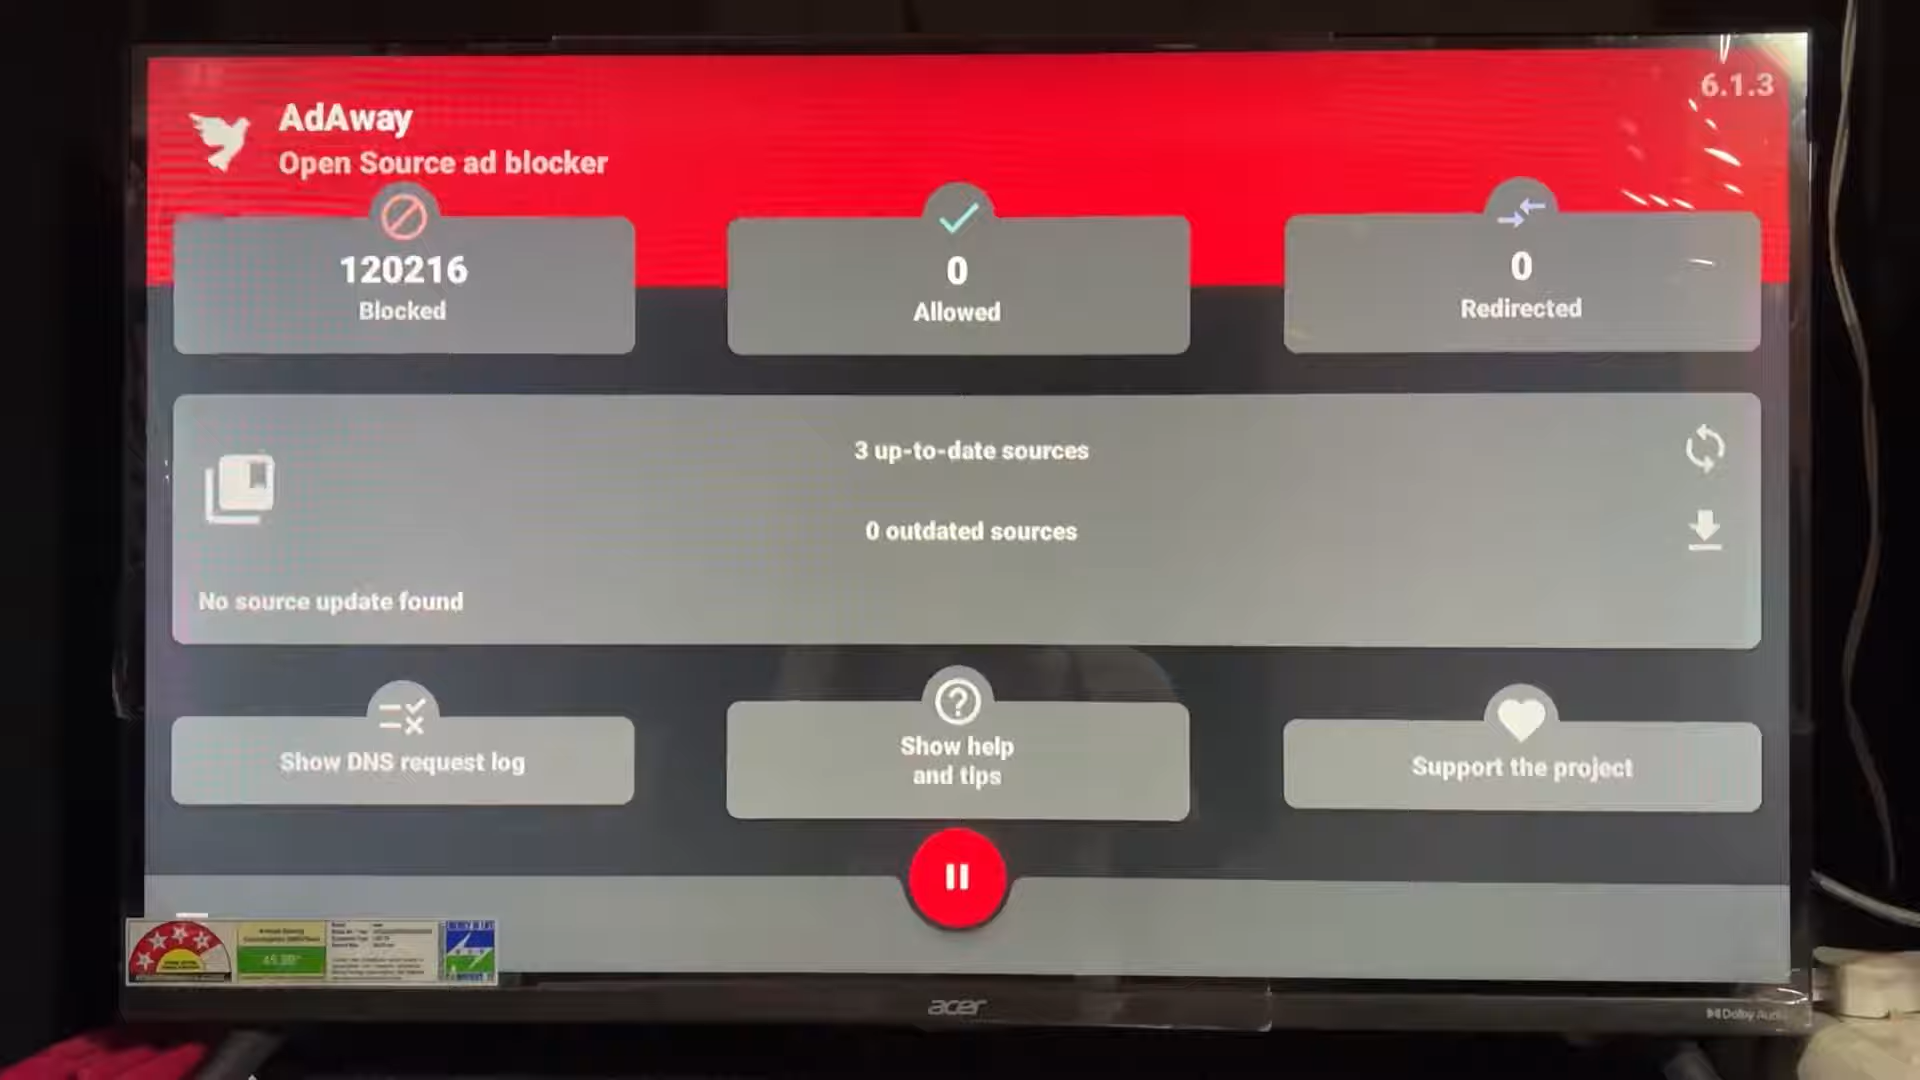 6.1.3
AdAway
Open Source ad blocker
120216
Blocked
0
Allowed
0
Redirected
3 up-to-date sources
0 outdated sources
No source update found
Show DNS request log
Show help
and tips
Support the project
acer
Dolby Audio